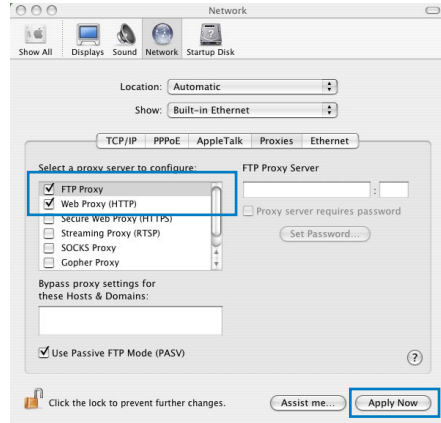 Network
Show All Displays Sound Network Startup Disk
Location: Automatic
Show: Built-in Ethernet
TCP/IP PPPoE AppleTalk Proxies Ethernet
Select a proxy server to configure: FTP Proxy Server
FTP Proxy
Web Proxy (HTTP)
:
Secure Web Proxy (HTTPS)
Proxy server requires password
Streaming Proxy (RTSP)
Set Password...
SOCKS Proxy
Gopher Proxy
Bypass proxy settings for
these Hosts & Domains:
Use Passive FTP Mode (PASV)
?
Click the lock to prevent further changes. Assist me... Apply Now